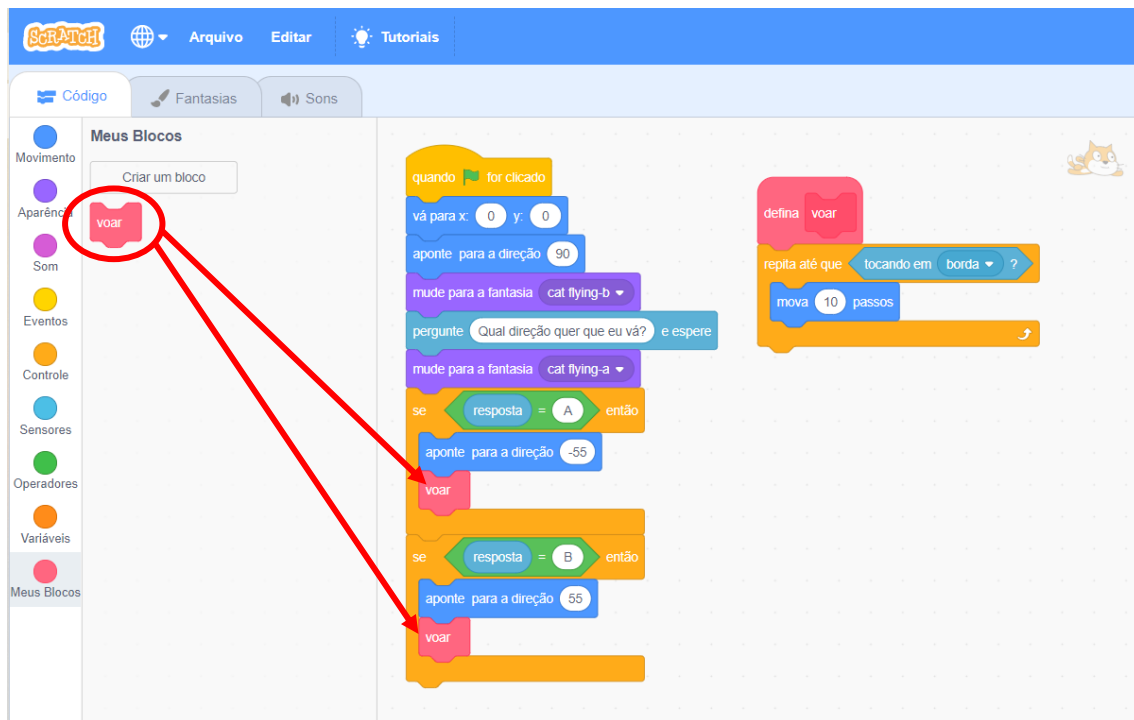 SCRATCH Arquivo Editar Tutoriais
Código Fantasias Sons
Movimento
Aparência
Som
Eventos
Controle
Sensores
Operadores
Variáveis
Meus Blocos
Meus Blocos
Criar um bloco
voar
quando for clicado
vá para x: 0 y: 0
aponte para a direção 90
mude para a fantasia cat flying-b
pergunte Qual direção quer que eu vá? e espere
mude para a fantasia cat flying-a
se resposta = A então
aponte para a direção -55
voar
se resposta = B então
aponte para a direção 55
voar
defina voar
repita até que tocando em borda ?
mova 10 passos